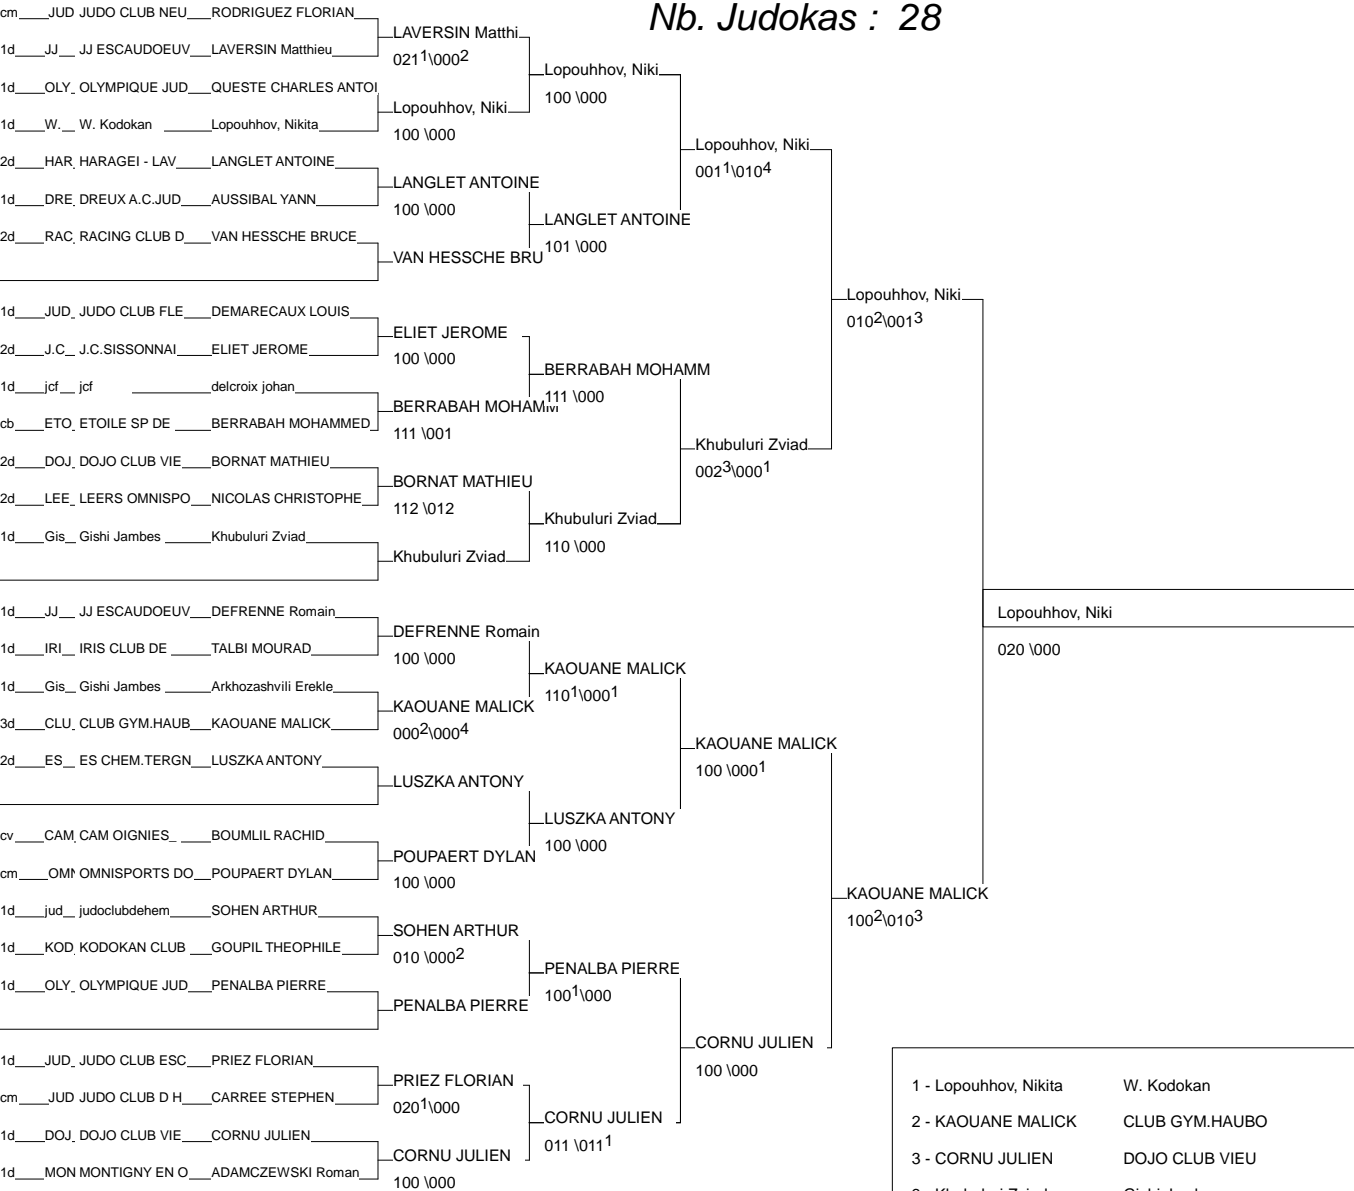 Nb. Judokas : 28
cm JUD JUDO CLUB NEU RODRIGUEZ FLORIAN
LAVERSIN Matthi
1d JJ JJ ESCAUDOEUV LAVERSIN Matthieu
021¹\000²
Lopouhhov, Niki
1d OLY OLYMPIQUE JUD QUESTE CHARLES ANTOI
100 \000
Lopouhhov, Niki
1d W. W. Kodokan Lopouhhov, Nikita
100 \000
Lopouhhov, Niki
2d HAR HARAGEI - LAV LANGLET ANTOINE
001¹\010⁴
LANGLET ANTOINE
1d DRE DREUX A.C.JUD AUSSIBAL YANN
100 \000
LANGLET ANTOINE
2d RAC RACING CLUB D VAN HESSCHE BRUCE
101 \000
VAN HESSCHE BRU
Lopouhhov, Niki
1d JUD JUDO CLUB FLE DEMARECAUX LOUIS
010²\001³
ELIET JEROME
2d J.C J.C.SISSONNAI ELIET JEROME
100 \000
BERRABAH MOHAMM
1d jcf jcf delcroix johan
111 \000
BERRABAH MOHAMM
cb ETO ETOILE SP DE BERRABAH MOHAMMED
111 \001
Khubuluri Zviad
2d DOJ DOJO CLUB VIE BORNAT MATHIEU
002³\000¹
BORNAT MATHIEU
2d LEE LEERS OMNISPO NICOLAS CHRISTOPHE
112 \012
Khubuluri Zviad
1d Gis Gishi Jambes Khubuluri Zviad
110 \000
Khubuluri Zviad
1d JJ JJ ESCAUDOEUV DEFRENNE Romain
Lopouhhov, Niki
DEFRENNE Romain
1d IRI IRIS CLUB DE TALBI MOURAD
020 \000
100 \000
KAOUANE MALICK
1d Gis Gishi Jambes Arkhozashvili Erekle
110¹\000¹
KAOUANE MALICK
3d CLU CLUB GYM.HAUB KAOUANE MALICK
000²\000⁴
KAOUANE MALICK
2d ES ES CHEM.TERGN LUSZKA ANTONY
100 \000¹
LUSZKA ANTONY
LUSZKA ANTONY
cv CAM CAM OIGNIES_ BOUMLIL RACHID
100 \000
POUPAERT DYLAN
cm OMN OMNISPORTS DO POUPAERT DYLAN
100 \000
KAOUANE MALICK
1d jud judoclubdehem SOHEN ARTHUR
100²\010³
SOHEN ARTHUR
1d KOD KODOKAN CLUB GOUPIL THEOPHILE
010 \000²
PENALBA PIERRE
1d OLY OLYMPIQUE JUD PENALBA PIERRE
100¹\000
PENALBA PIERRE
CORNU JULIEN
1d JUD JUDO CLUB ESC PRIEZ FLORIAN
100 \000
PRIEZ FLORIAN
1 - Lopouhhov, Nikita W. Kodokan
cm JUD JUDO CLUB D H CARREE STEPHEN
020¹\000
CORNU JULIEN
2 - KAOUANE MALICK CLUB GYM.HAUBO
1d DOJ DOJO CLUB VIE CORNU JULIEN
011 \011¹
CORNU JULIEN
3 - CORNU JULIEN DOJO CLUB VIEU
1d MON MONTIGNY EN O ADAMCZEWSKI Roman
100 \000